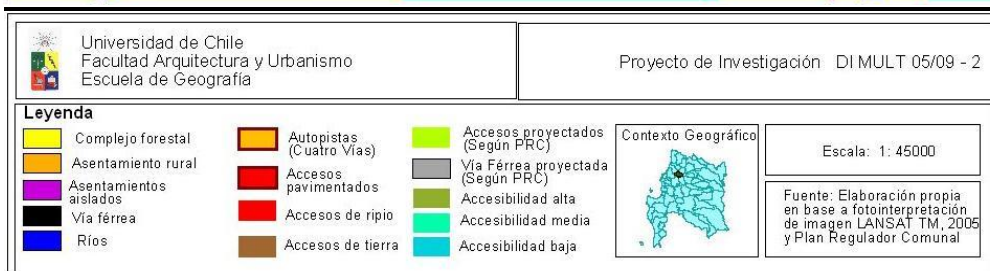 Universidad de Chile
Facultad Arquitectura y Urbanismo
Escuela de Geografía
Proyecto de Investigación DI MULT 05/09 - 2
Leyenda
Complejo forestal
Asentamiento rural
Asentamientos
aislados
Vía férrea
Ríos
Autopistas
(Cuatro Vías)
Accesos
pavimentados
Accesos de ripio
Accesos de tierra
Accesos proyectados
(Según PRC)
Vía Férrea proyectada
(Según PRC)
Accesibilidad alta
Accesibilidad media
Accesibilidad baja
Contexto Geográfico
Escala: 1: 45000
Fuente: Elaboración propia
en base a fotointerpretación
de imagen LANSAT TM, 2005
y Plan Regulador Comunal